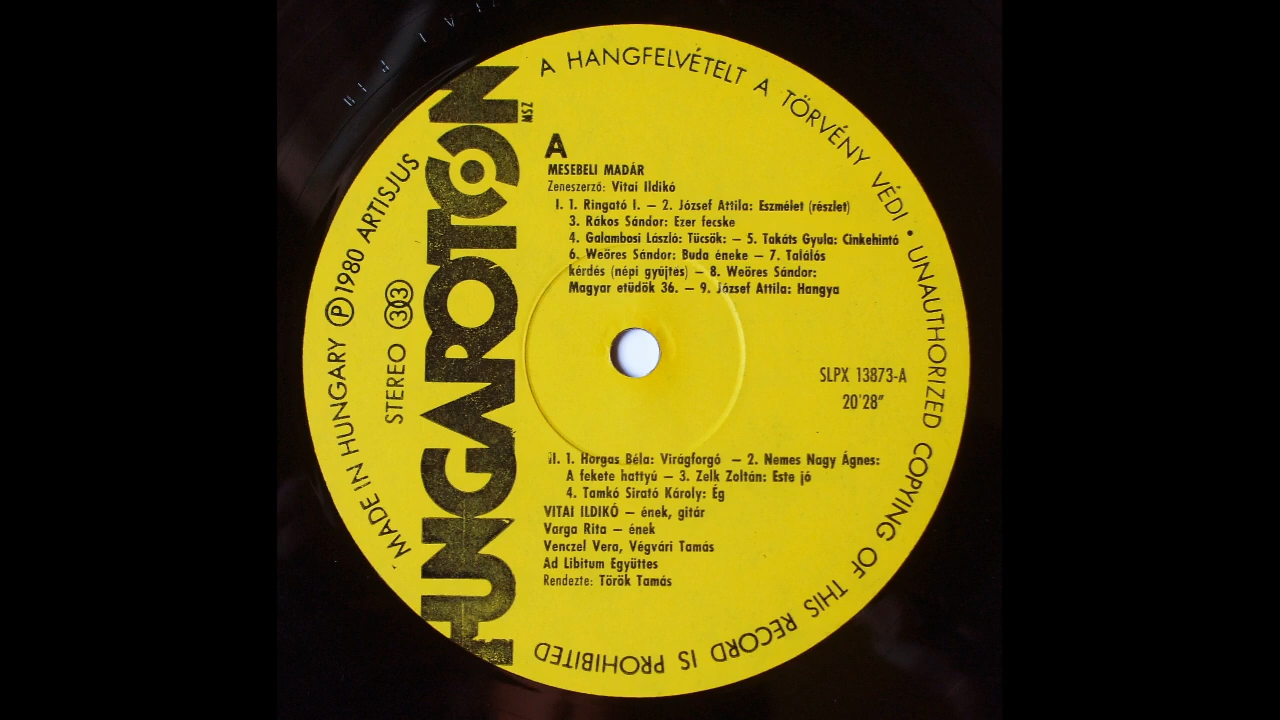 A HANGFELVÉTELT A TÖRVÉNY VÉDI • UNAUTHORIZED COPYING OF THIS RECORD IS PROHIBITED
MADE IN HUNGARY Ⓟ 1980 ARTISJUS
STEREO 303
HUNGAROTON
MSZ
A
MESEBELI MADÁR
Zeneszerző: Vitai Ildikó
I. 1. Ringató I. — 2. József Attila: Eszmélet (részlet)
3. Rákos Sándor: Ezer fecske
4. Galambosi László: Tücsök: — 5. Takáts Gyula: Cinkehintó
6. Weöres Sándor: Buda éneke — 7. Találós
kérdés (népi gyűjtés) — 8. Weöres Sándor:
Magyar etűdök 36. — 9. József Attila: Hangya
SLPX 13873-A
20'28"
II. 1. Horgas Béla: Virágforgó — 2. Nemes Nagy Ágnes:
A fekete hattyú — 3. Zelk Zoltán: Este jó
4. Tamkó Sirató Károly: Ég
VITAI ILDIKÓ — ének, gitár
Varga Rita — ének
Venczel Vera, Végvári Tamás
Ad Libitum Együttes
Rendezte: Török Tamás